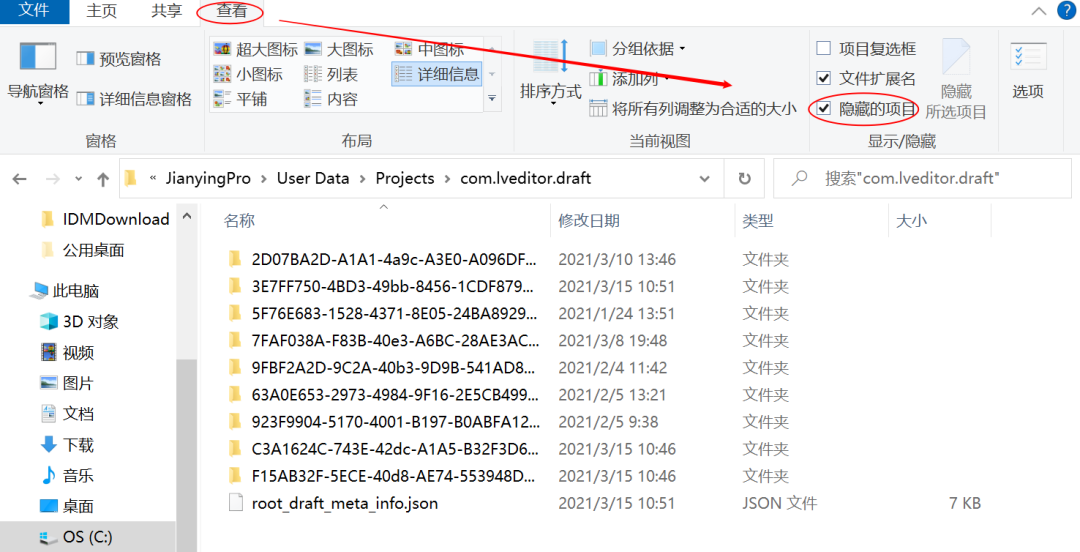 文件 主页 共享 查看
导航窗格
预览窗格
详细信息窗格
窗格
超大图标 大图标 中图标
小图标 列表 详细信息
平铺 内容
布局
排序方式
分组依据
添加列
将所有列调整为合适的大小
当前视图
项目复选框
文件扩展名
隐藏的项目
隐藏
所选项目
显示/隐藏
选项
« JianyingPro › User Data › Projects › com.lveditor.draft
搜索"com.lveditor.draft"
IDMDownload
公用桌面
此电脑
3D 对象
视频
图片
文档
下载
音乐
桌面
OS (C:)
名称 修改日期 类型 大小
2D07BA2D-A1A1-4a9c-A3E0-A096DF... 2021/3/10 13:46 文件夹
3E7FF750-4BD3-49bb-8456-1CDF879... 2021/3/15 10:51 文件夹
5F76E683-1528-4371-8E05-24BA8929... 2021/1/24 13:51 文件夹
7FAF038A-F83B-40e3-A6BC-28AE3AC... 2021/3/8 19:48 文件夹
9FBF2A2D-9C2A-40b3-9D9B-541AD8... 2021/2/4 11:42 文件夹
63A0E653-2973-4984-9F16-2E5CB499... 2021/2/5 13:21 文件夹
923F9904-5170-4001-B197-B0ABFA12... 2021/2/5 9:38 文件夹
C3A1624C-743E-42dc-A1A5-B32F3D6... 2021/3/15 10:46 文件夹
F15AB32F-5ECE-40d8-AE74-553948D... 2021/3/15 10:46 文件夹
root_draft_meta_info.json 2021/3/15 10:51 JSON 文件 7 KB